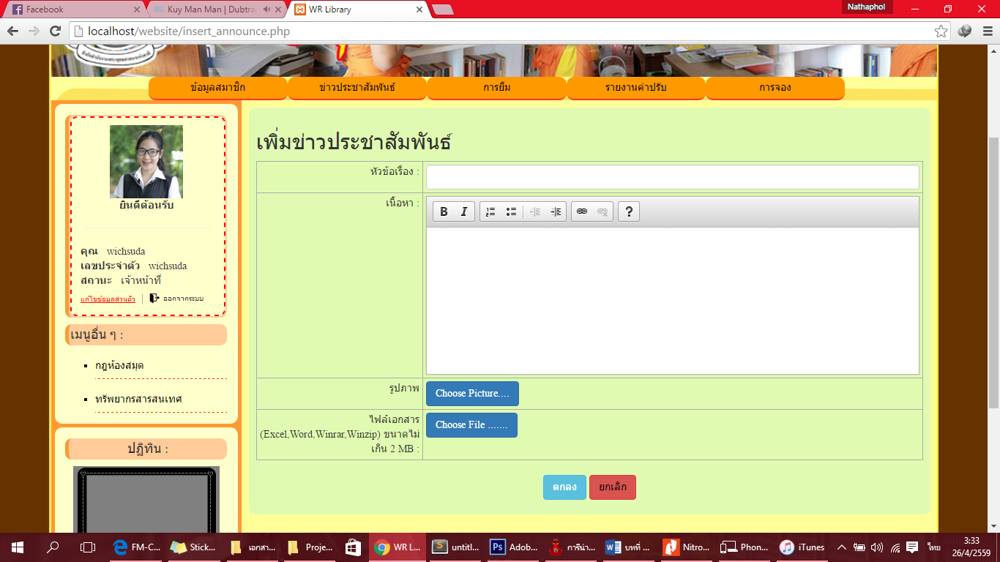 Facebook
Kuy Man Man | Dubtra
WR Library
Nathaphol
localhost/website/insert_announce.php
ข้อมูลสมาชิก
ข่าวประชาสัมพันธ์
การยืม
รายงานค่าปรับ
การจอง
ยินดีต้อนรับ
คุณ wichsuda
เลขประจำตัว wichsuda
สถานะ เจ้าหน้าที่
แก้ไขข้อมูลส่วนตัว | ออกจากระบบ
เมนูอื่น ๆ :
กฎห้องสมุด
ทรัพยากรสารสนเทศ
ปฏิทิน :
เพิ่มข่าวประชาสัมพันธ์
หัวข้อเรื่อง :
เนื้อหา :
B I ?
รูปภาพ
Choose Picture....
ไฟล์เอกสาร
(Excel,Word,Winrar,Winzip) ขนาดไม่
เกิน 2 MB :
Choose File .......
ตกลง
ยกเลิก
FM-C...
Stick...
เอกสา...
Proje...
WR L...
untitl...
Adob...
การ์น่า...
บทที่ ...
Nitro...
Phon...
iTunes
ไทย
3:33
26/4/2559